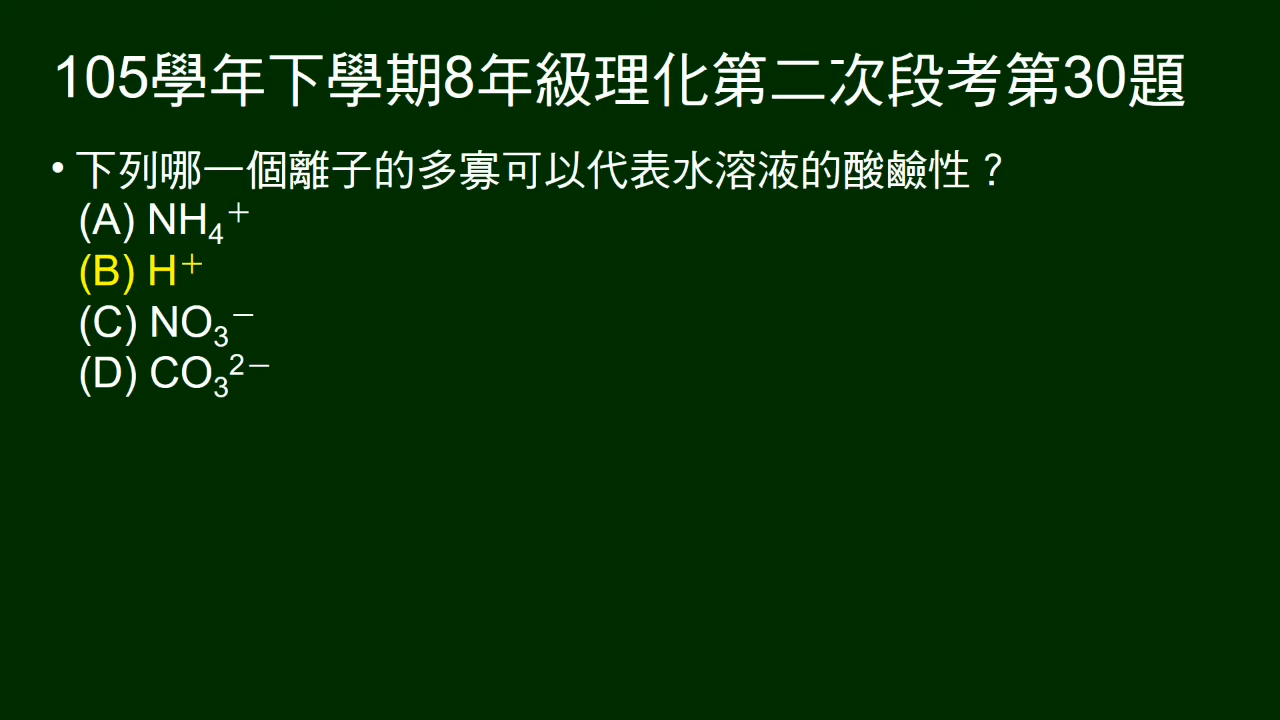 105學年下學期8年級理化第二次段考第30題
• 下列哪一個離子的多寡可以代表水溶液的酸鹼性？
(A) NH₄⁺
(B) H⁺
(C) NO₃⁻
(D) CO₃²⁻